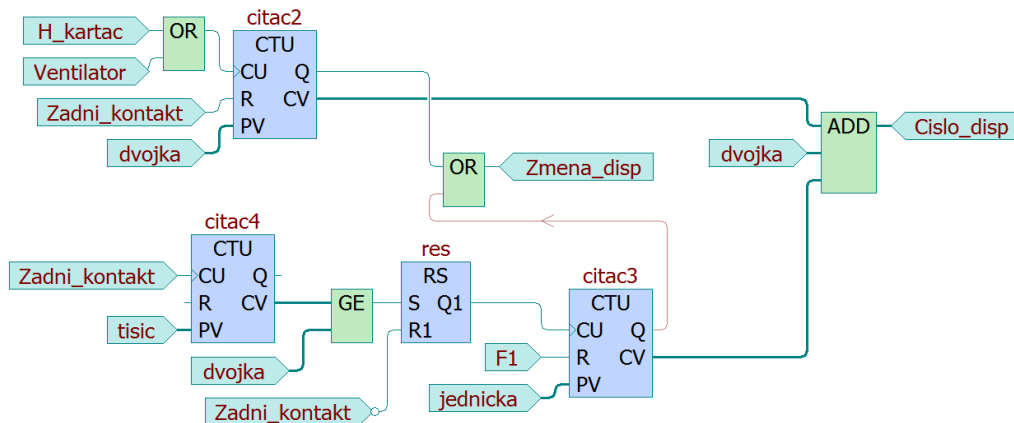 citac2
H_kartac
OR
CTU
Ventilator
CU Q
Zadni_kontakt
R CV
PV
dvojka
ADD
Cislo_disp
dvojka
OR
Zmena_disp
citac4
CTU
Zadni_kontakt
CU Q
R CV
tisic
PV
GE
dvojka
res
RS
S Q1
R1
Zadni_kontakt
citac3
CTU
CU Q
F1
R CV
PV
jednicka